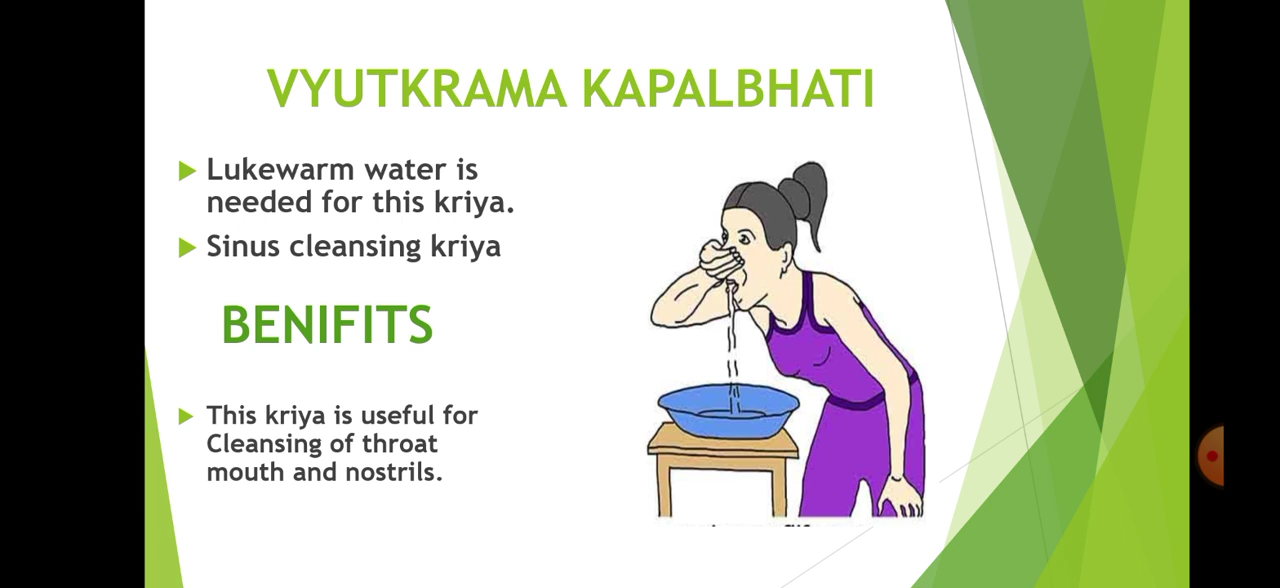 VYUTKRAMA KAPALBHATI
Lukewarm water is
needed for this kriya.
Sinus cleansing kriya
BENIFITS
This kriya is useful for
Cleansing of throat
mouth and nostrils.